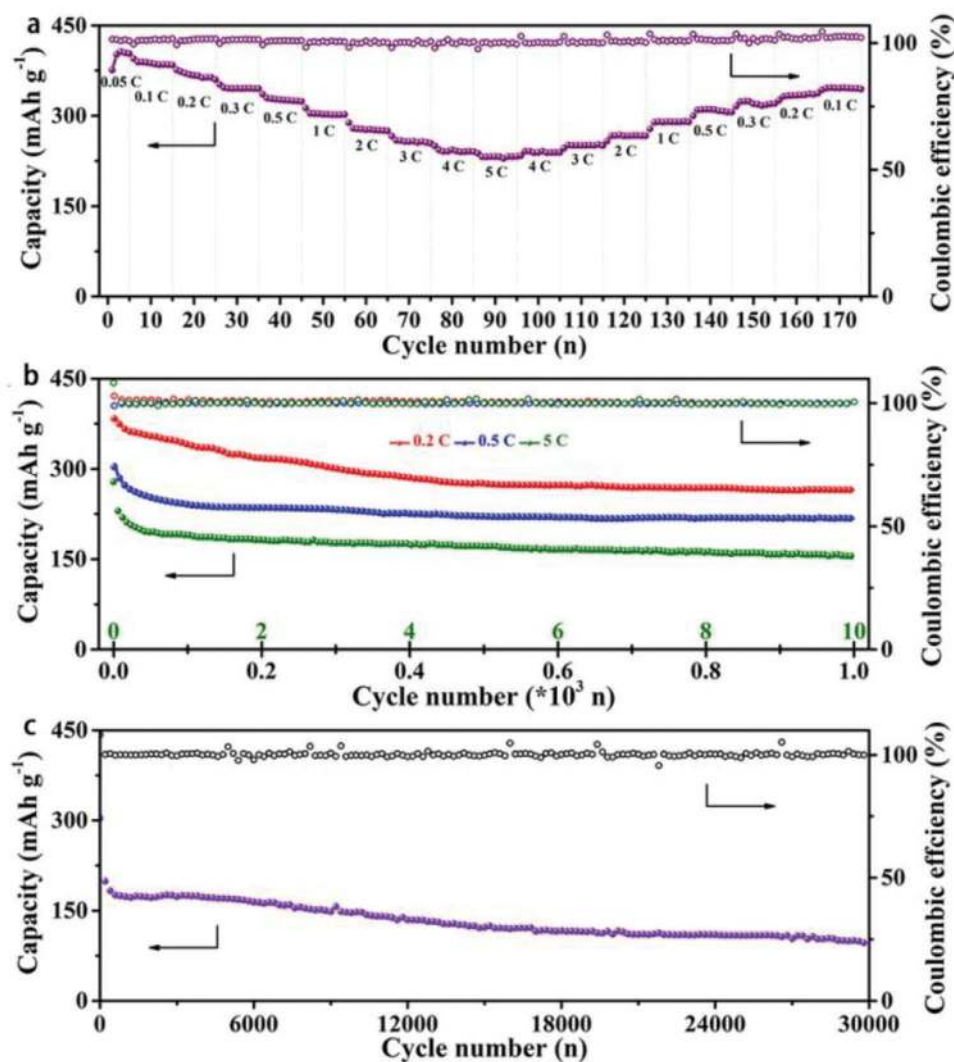 a
450
300
150
0
Capacity (mAh g⁻¹)
0.05 C
0.1 C
0.2 C
0.3 C
0.5 C
1 C
2 C
3 C
4 C
5 C
4 C
3 C
2 C
1 C
0.5 C
0.3 C
0.2 C
0.1 C
100
50
0
Coulombic efficiency (%)
0 10 20 30 40 50 60 70 80 90 100 110 120 130 140 150 160 170
Cycle number (n)
b
450
300
150
0
Capacity (mAh g⁻¹)
0.2 C 0.5 C 5 C
100
50
0
Coulombic efficiency (%)
0 2 4 6 8 10
0.0 0.2 0.4 0.6 0.8 1.0
Cycle number (*10³ n)
c
450
300
150
0
Capacity (mAh g⁻¹)
100
50
0
Coulombic effciency (%)
0 6000 12000 18000 24000 30000
Cycle number (n)